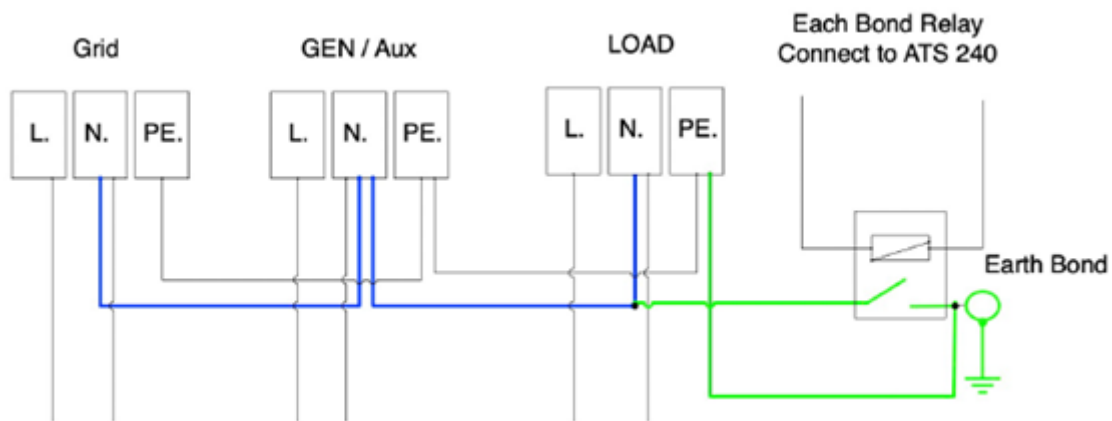 Grid
GEN / Aux
LOAD
Each Bond Relay
Connect to ATS 240
L.
N.
PE.
L.
N.
PE.
L.
N.
PE.
Earth Bond